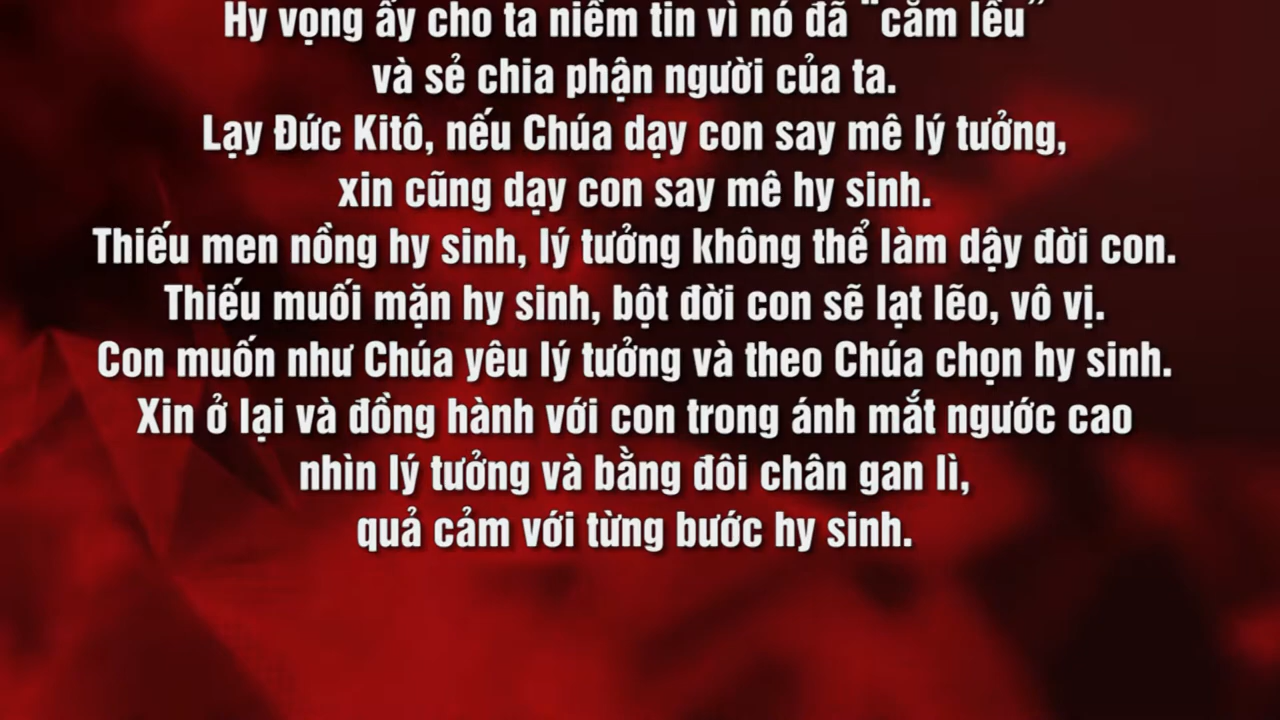 Hy vọng ấy cho ta niềm tin vì nó đã “cắm lều”
và sẻ chia phận người của ta.
Lạy Đức Kitô, nếu Chúa dạy con say mê lý tưởng,
xin cũng dạy con say mê hy sinh.
Thiếu men nồng hy sinh, lý tưởng không thể làm dậy đời con.
Thiếu muối mặn hy sinh, bột đời con sẽ lạt lẽo, vô vị.
Con muốn như Chúa yêu lý tưởng và theo Chúa chọn hy sinh.
Xin ở lại và đồng hành với con trong ánh mắt ngước cao
nhìn lý tưởng và bằng đôi chân gan lì,
quả cảm với từng bước hy sinh.